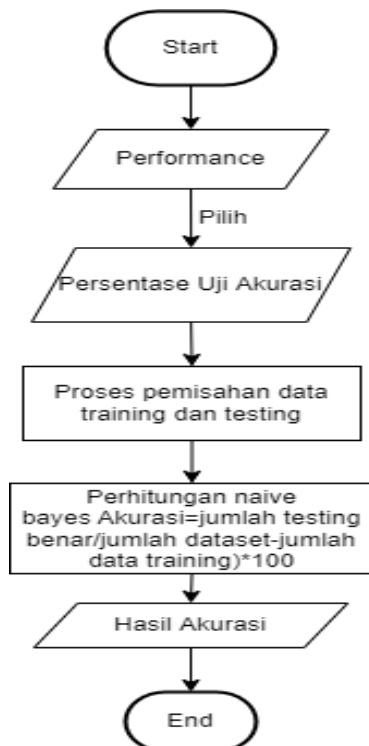 Start
Performance
Pilih
Persentase Uji Akurasi
Proses pemisahan data
training dan testing
Perhitungan naive
bayes Akurasi=jumlah testing
benar/jumlah dataset-jumlah
data training)*100
Hasil Akurasi
End